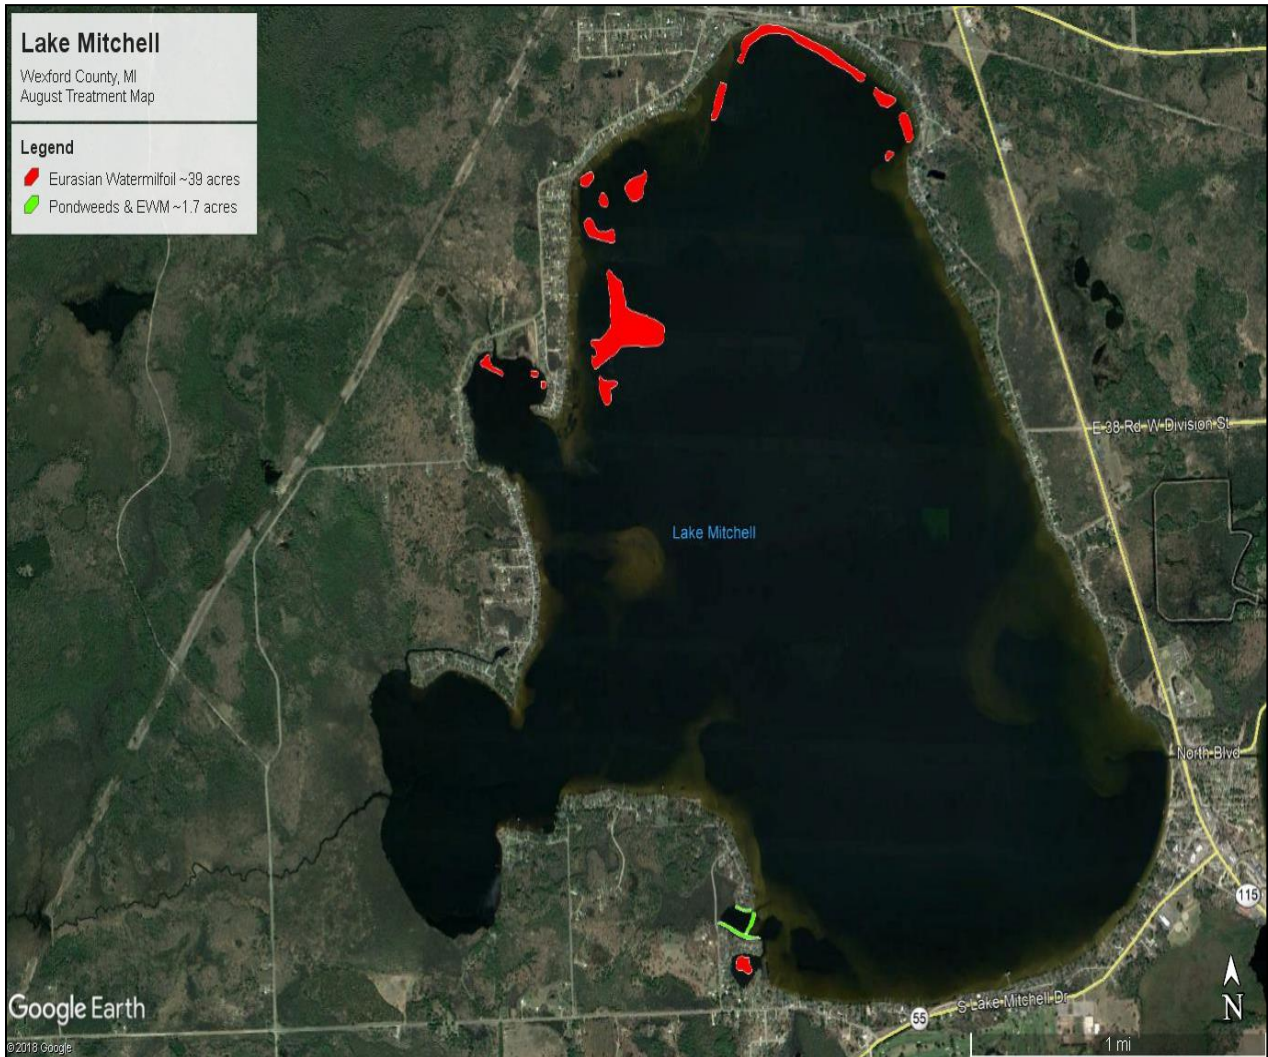 Lake Mitchell
Wexford County, MI
August Treatment Map
Legend
Eurasian Watermilfoil ~39 acres
Pondweeds & EWM ~1.7 acres
E 38 Rd W Division St
Lake Mitchell
North Blvd
115
S Lake Mitchell Dr
55
N
1 mi
Google Earth
©2018 Google